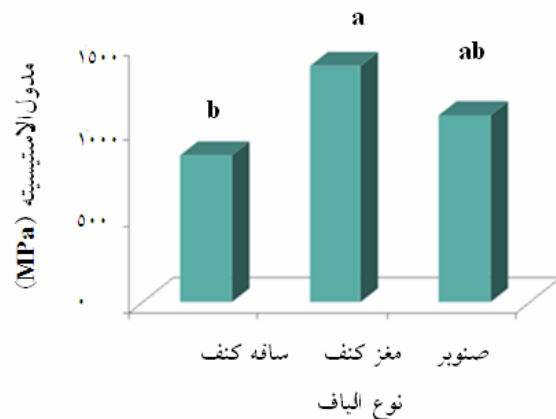 مدول الاستیسیته (MPa)
۱۵۰۰
۱۰۰۰
۵۰۰
۰
b
a
ab
ساقه کنف
مغز کنف
صنوبر
نوع الیاف